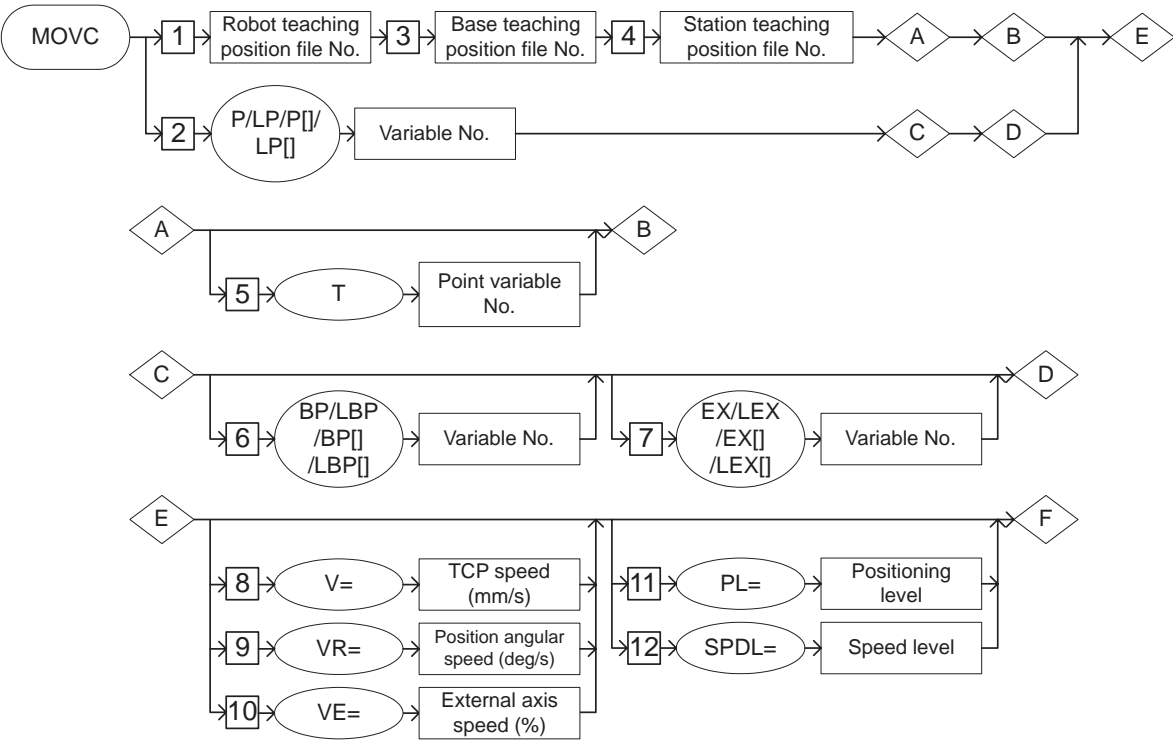 MOVC
1
Robot teaching
position file No.
3
Base teaching
position file No.
4
Station teaching
position file No.
A
B
E
2
P/LP/P[]/
LP[]
Variable No.
C
D
A
B
5
T
Point variable
No.
C
D
6
BP/LBP
/BP[]
/LBP[]
Variable No.
7
EX/LEX
/EX[]
/LEX[]
Variable No.
E
F
8
V=
TCP speed
(mm/s)
11
PL=
Positioning
level
9
VR=
Position angular
speed (deg/s)
12
SPDL=
Speed level
10
VE=
External axis
speed (%)